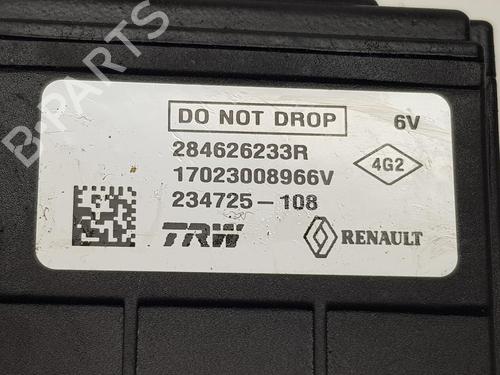 B-PARTS
DO NOT DROP
6V
284626233R
17023008966V
4G2
234725-108
TRW
RENAULT